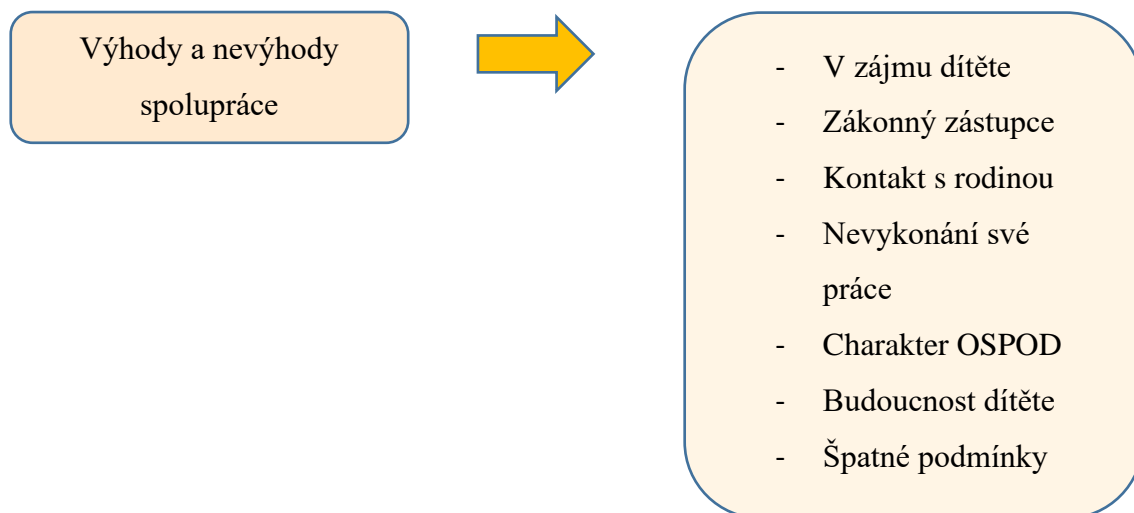 Výhody a nevýhody
spolupráce
- V zájmu dítěte
- Zákonný zástupce
- Kontakt s rodinou
- Nevykonání své
práce
- Charakter OSPOD
- Budoucnost dítěte
- Špatné podmínky